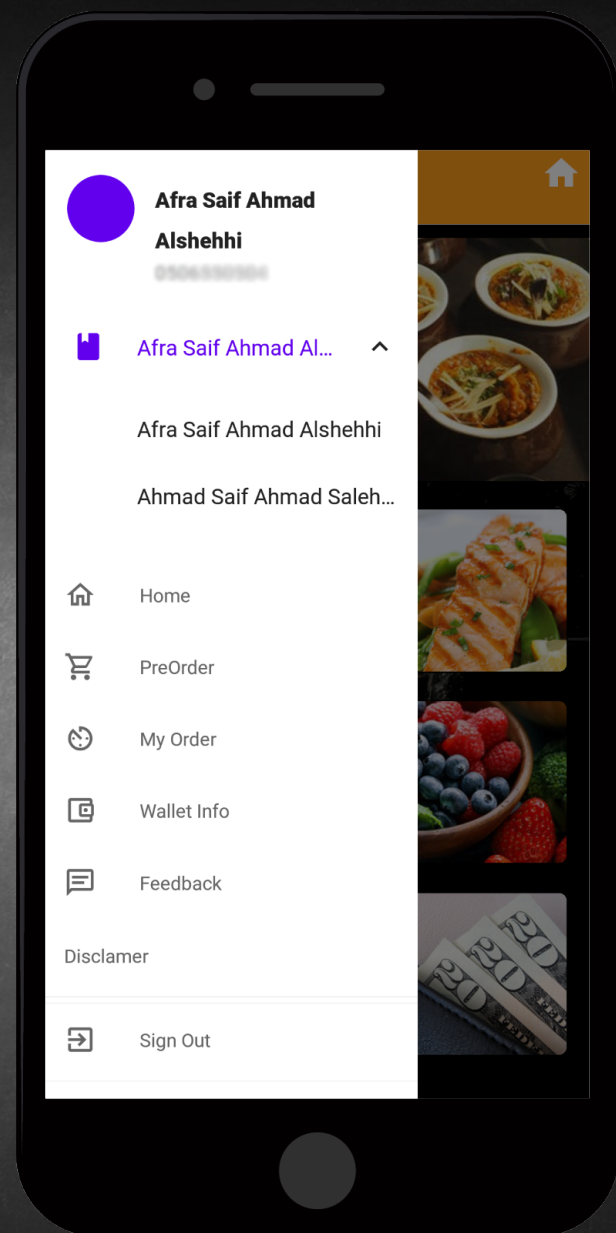 Afra Saif Ahmad
Alshehhi
Afra Saif Ahmad Al...
Afra Saif Ahmad Alshehhi
Ahmad Saif Ahmad Saleh...
Home
PreOrder
My Order
Wallet Info
Feedback
Disclamer
Sign Out